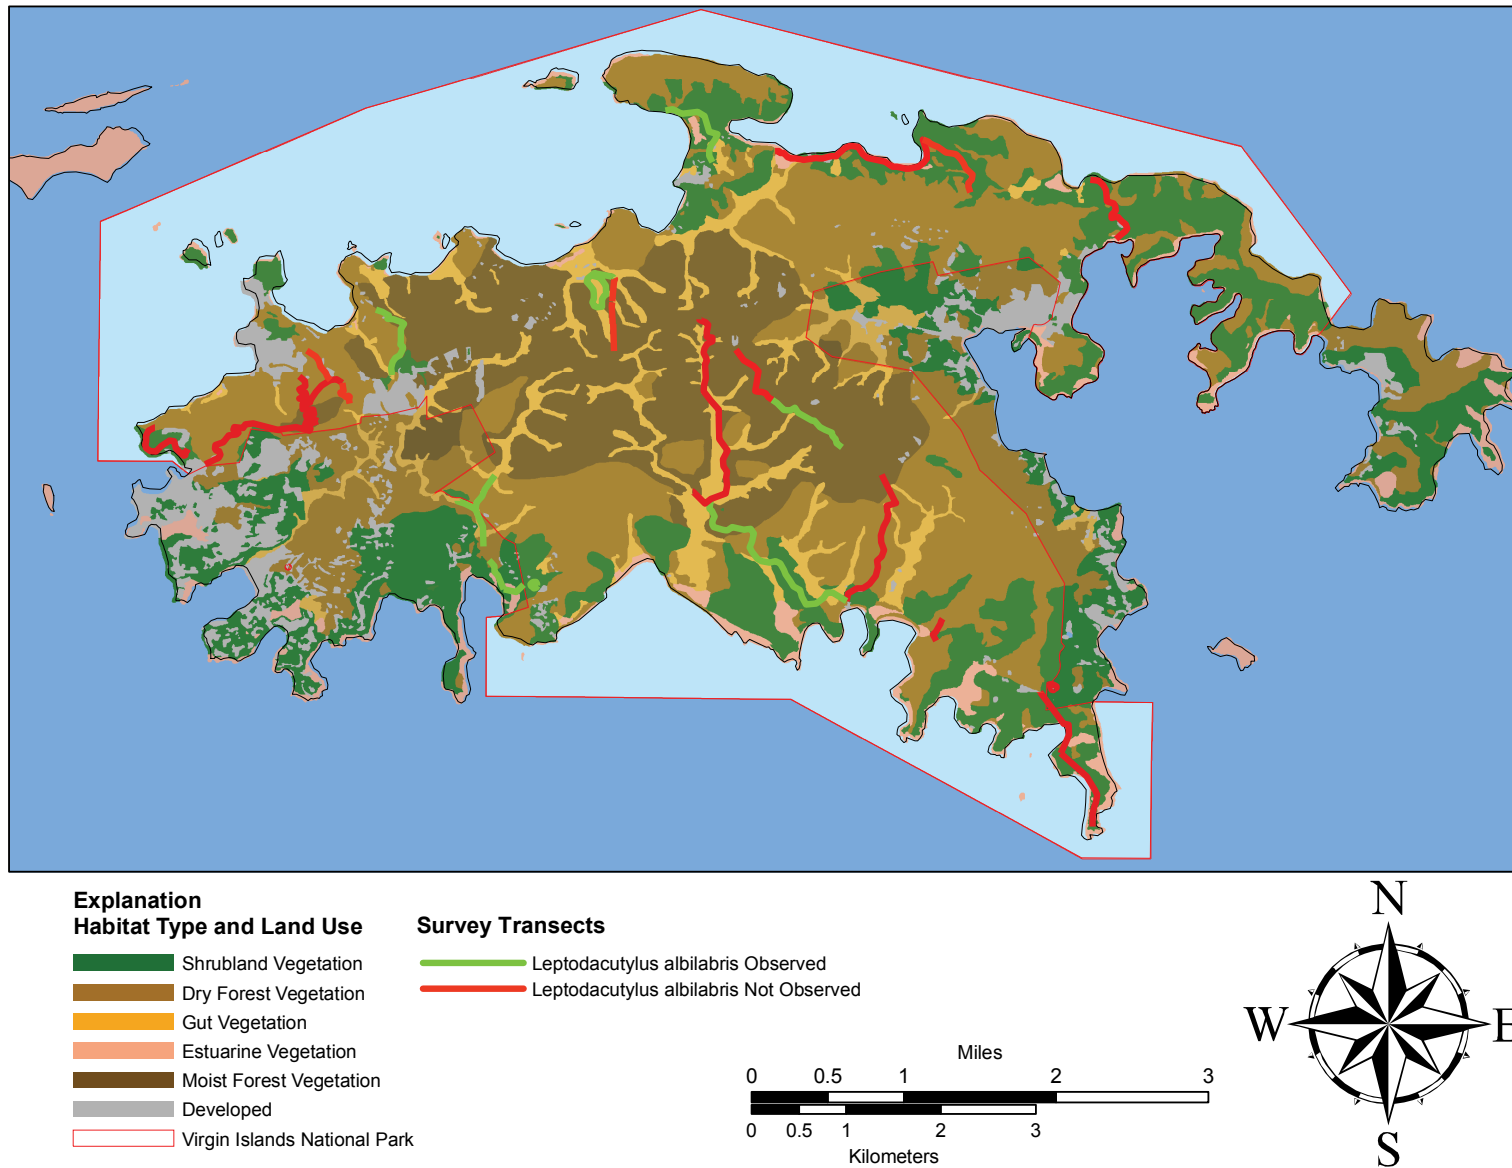 Explanation
Habitat Type and Land Use
Shrubland Vegetation
Dry Forest Vegetation
Gut Vegetation
Estuarine Vegetation
Moist Forest Vegetation
Developed
Virgin Islands National Park
Survey Transects
Leptodacutylus albilabris Observed
Leptodacutylus albilabris Not Observed
Miles
0 0.5 1 2 3
0 0.5 1 2 3
Kilometers
N
W E
S